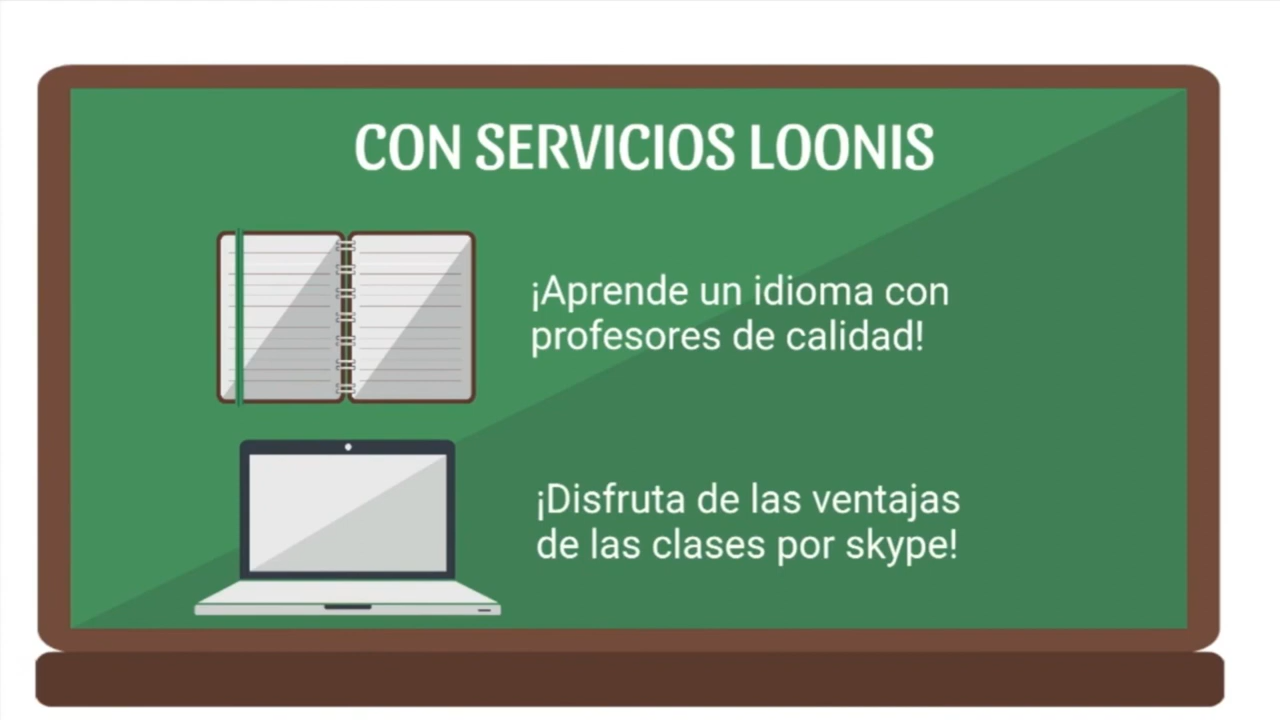 CON SERVICIOS LOONIS
¡Aprende un idioma con
profesores de calidad!
¡Disfruta de las ventajas
de las clases por skype!